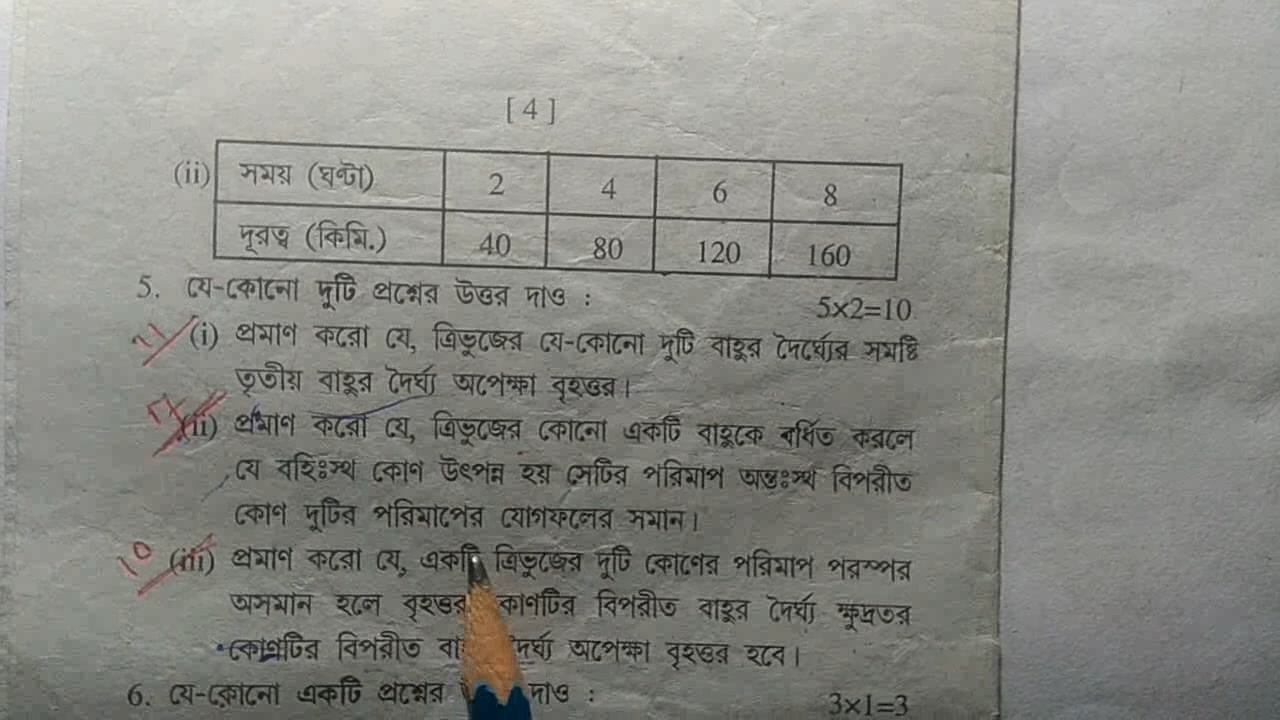 [ 4 ]
(ii) সময় (ঘণ্টা) 2 4 6 8
দূরত্ব (কিমি.) 40 80 120 160
5. যে-কোনো দুটি প্রশ্নের উত্তর দাও : 5×2=10
(i) প্রমাণ করো যে, ত্রিভুজের যে-কোনো দুটি বাহুর দৈর্ঘ্যের সমষ্টি
তৃতীয় বাহুর দৈর্ঘ্য অপেক্ষা বৃহত্তর।
(ii) প্রমাণ করো যে, ত্রিভুজের কোনো একটি বাহুকে বর্ধিত করলে
যে বহিঃস্থ কোণ উৎপন্ন হয় সেটির পরিমাপ অন্তঃস্থ বিপরীত
কোণ দুটির পরিমাপের যোগফলের সমান।
10 (iii) প্রমাণ করো যে, একটি ত্রিভুজের দুটি কোণের পরিমাপ পরস্পর
অসমান হলে বৃহত্তর কোণটির বিপরীত বাহুর দৈর্ঘ্য ক্ষুদ্রতর
কোণটির বিপরীত দৈর্ঘ্য অপেক্ষা বৃহত্তর হবে।
6. যে-কোনো একটি প্রশ্নের দাও : 3×1=3